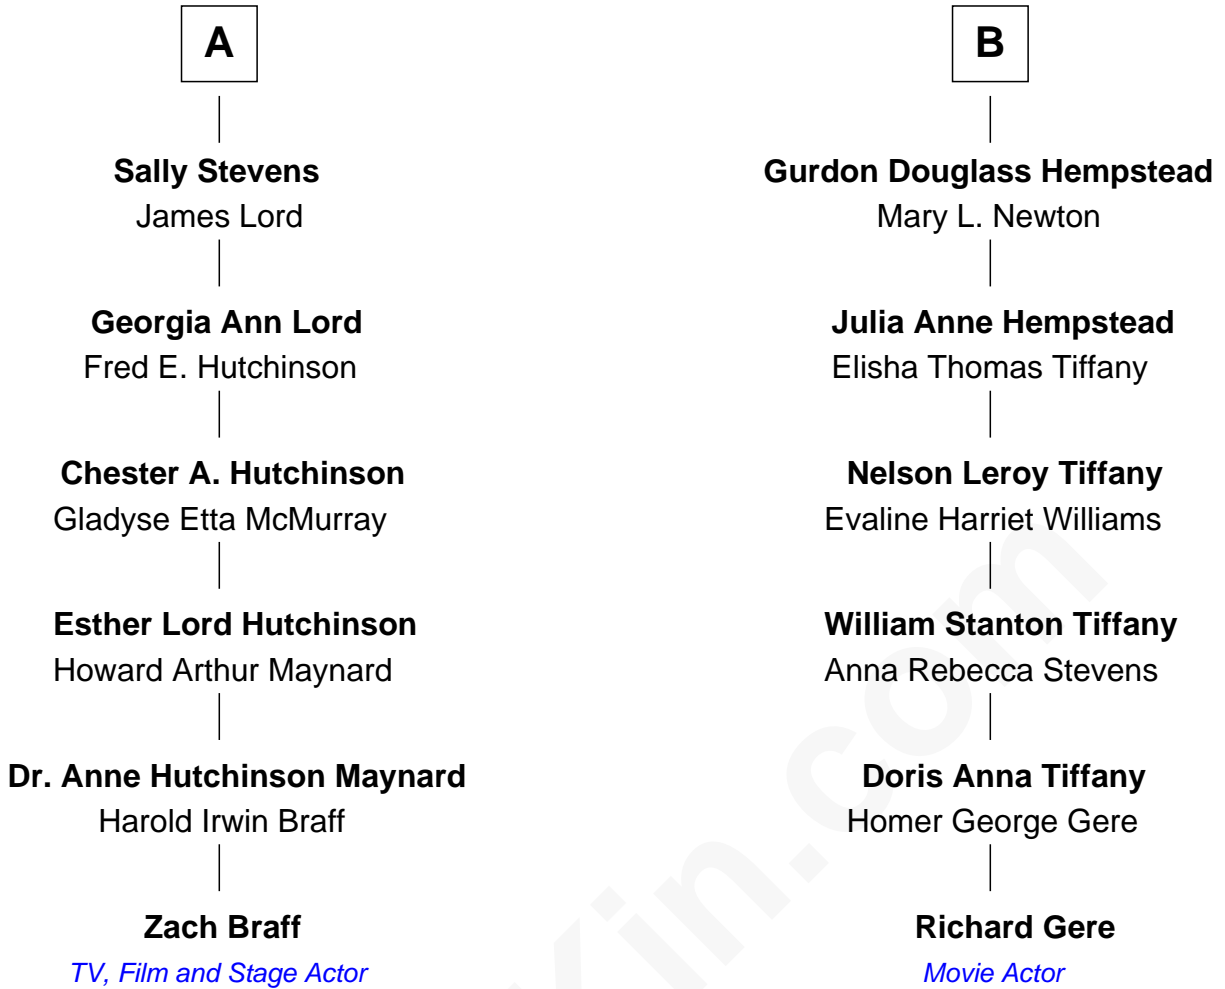 A
Sally Stevens
James Lord
Georgia Ann Lord
Fred E. Hutchinson
Chester A. Hutchinson
Gladyse Etta McMurray
Esther Lord Hutchinson
Howard Arthur Maynard
Dr. Anne Hutchinson Maynard
Harold Irwin Braff
Zach Braff
TV, Film and Stage Actor
B
Gurdon Douglass Hempstead
Mary L. Newton
Julia Anne Hempstead
Elisha Thomas Tiffany
Nelson Leroy Tiffany
Evaline Harriet Williams
William Stanton Tiffany
Anna Rebecca Stevens
Doris Anna Tiffany
Homer George Gere
Richard Gere
Movie Actor
Kin.com